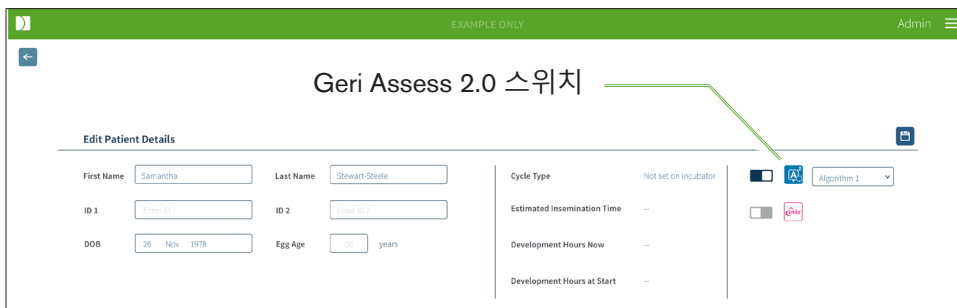 EXAMPLE ONLY
Admin
Geri Assess 2.0 스위치
Edit Patient Details
First Name Samantha Last Name Stewart-Steele Cycle Type Not set on incubator A Algorithm 1
ID 1 Enter ID 1 ID 2 Enter ID 2 Estimated Insemination Time -- eeva
DOB 26 Nov 1978 Egg Age 00 years Development Hours Now --
Development Hours at Start --